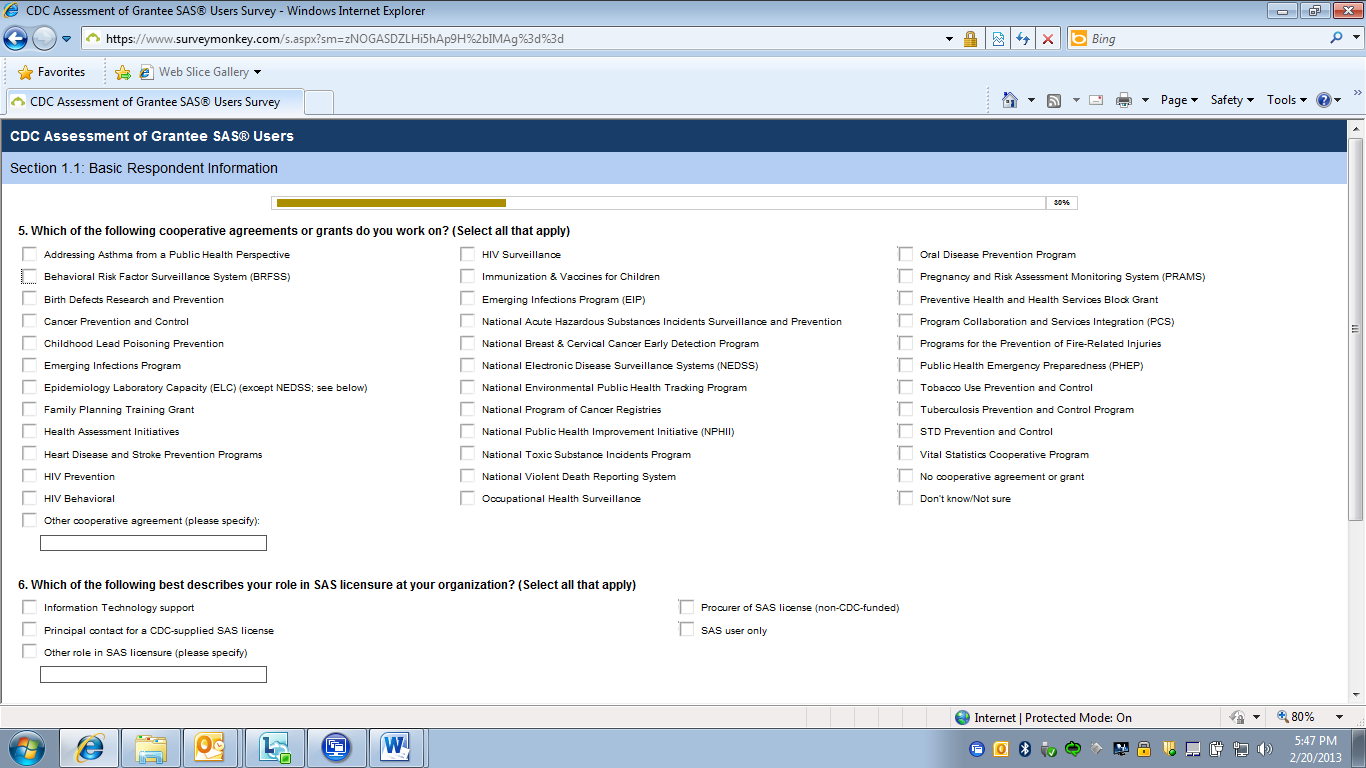 CDC Assessment of Grantee SAS® Users Survey - Windows Internet Explorer
https://www.surveymonkey.com/s.aspx?sm=zNOGASDZLHi5hAp9H%2bIMAg%3d%3d
Bing
Favorites
Web Slice Gallery
CDC Assessment of Grantee SAS® Users Survey
Page
Safety
Tools
CDC Assessment of Grantee SAS® Users
Section 1.1: Basic Respondent Information
30%
5. Which of the following cooperative agreements or grants do you work on? (Select all that apply)
Addressing Asthma from a Public Health Perspective
HIV Surveillance
Oral Disease Prevention Program
Behavioral Risk Factor Surveillance System (BRFSS)
Immunization & Vaccines for Children
Pregnancy and Risk Assessment Monitoring System (PRAMS)
Birth Defects Research and Prevention
Emerging Infections Program (EIP)
Preventive Health and Health Services Block Grant
Cancer Prevention and Control
National Acute Hazardous Substances Incidents Surveillance and Prevention
Program Collaboration and Services Integration (PCS)
Childhood Lead Poisoning Prevention
National Breast & Cervical Cancer Early Detection Program
Programs for the Prevention of Fire-Related Injuries
Emerging Infections Program
National Electronic Disease Surveillance Systems (NEDSS)
Public Health Emergency Preparedness (PHEP)
Epidemiology Laboratory Capacity (ELC) (except NEDSS; see below)
National Environmental Public Health Tracking Program
Tobacco Use Prevention and Control
Family Planning Training Grant
National Program of Cancer Registries
Tuberculosis Prevention and Control Program
Health Assessment Initiatives
National Public Health Improvement Initiative (NPHII)
STD Prevention and Control
Heart Disease and Stroke Prevention Programs
National Toxic Substance Incidents Program
Vital Statistics Cooperative Program
HIV Prevention
National Violent Death Reporting System
No cooperative agreement or grant
HIV Behavioral
Occupational Health Surveillance
Don't know/Not sure
Other cooperative agreement (please specify):
6. Which of the following best describes your role in SAS licensure at your organization? (Select all that apply)
Information Technology support
Procurer of SAS license (non-CDC-funded)
Principal contact for a CDC-supplied SAS license
SAS user only
Other role in SAS licensure (please specify)
Internet | Protected Mode: On
80%
5:47 PM
2/20/2013